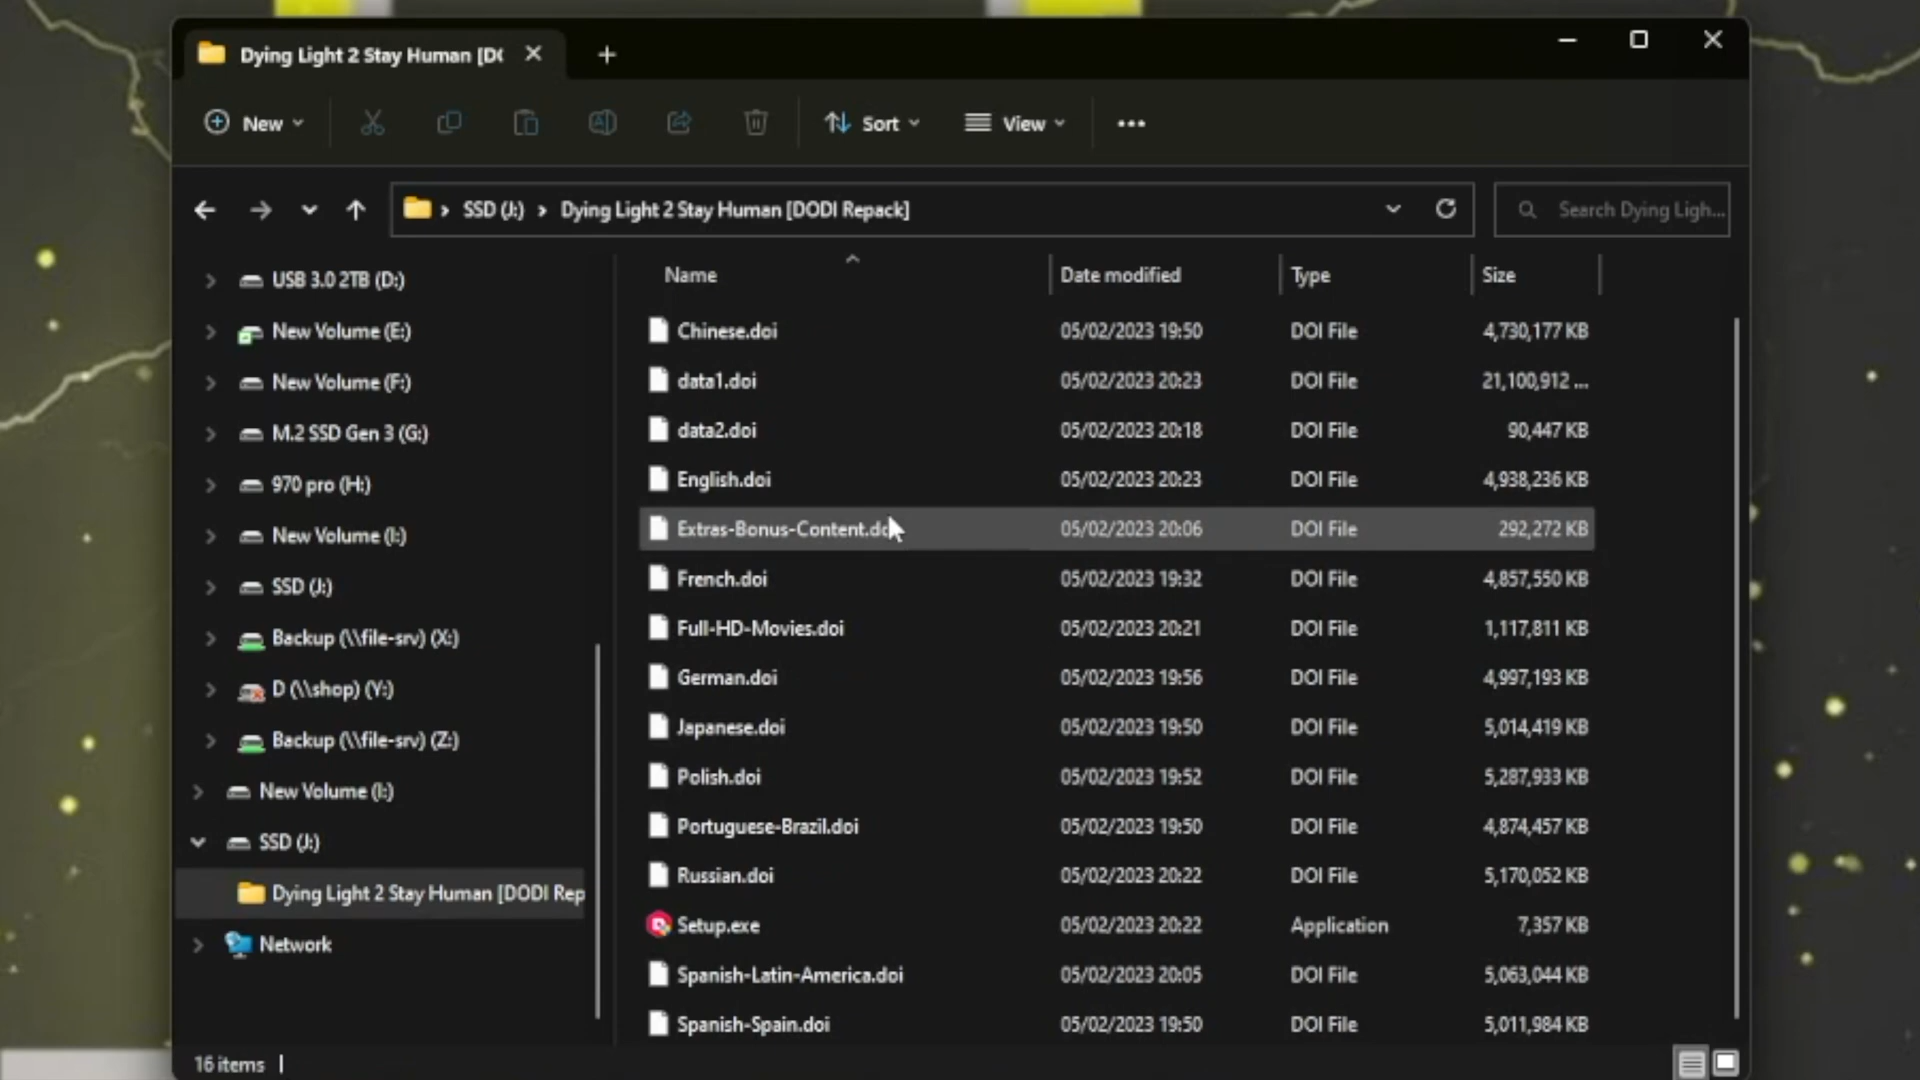 Dying Light 2 Stay Human [D
New
Sort
View
SSD (J:) > Dying Light 2 Stay Human [DODI Repack]
Search Dying Ligh...
USB 3.0 2TB (D:)
New Volume (E:)
New Volume (F:)
M.2 SSD Gen 3 (G:)
970 pro (H:)
New Volume (I:)
SSD (J:)
Backup (\\file-srv) (X:)
D (\\shop) (Y:)
Backup (\\file-srv) (Z:)
New Volume (I:)
SSD (J:)
Dying Light 2 Stay Human [DODI Rep
Network
Name Date modified Type Size
Chinese.doi 05/02/2023 19:50 DOI File 4,730,177 KB
data1.doi 05/02/2023 20:23 DOI File 21,100,912 ...
data2.doi 05/02/2023 20:18 DOI File 90,447 KB
English.doi 05/02/2023 20:23 DOI File 4,938,236 KB
Extras-Bonus-Content.do 05/02/2023 20:06 DOI File 292,272 KB
French.doi 05/02/2023 19:32 DOI File 4,857,550 KB
Full-HD-Movies.doi 05/02/2023 20:21 DOI File 1,117,811 KB
German.doi 05/02/2023 19:56 DOI File 4,997,193 KB
Japanese.doi 05/02/2023 19:50 DOI File 5,014,419 KB
Polish.doi 05/02/2023 19:52 DOI File 5,287,933 KB
Portuguese-Brazil.doi 05/02/2023 19:50 DOI File 4,874,457 KB
Russian.doi 05/02/2023 20:22 DOI File 5,170,052 KB
Setup.exe 05/02/2023 20:22 Application 7,357 KB
Spanish-Latin-America.doi 05/02/2023 20:05 DOI File 5,063,044 KB
Spanish-Spain.doi 05/02/2023 19:50 DOI File 5,011,984 KB
16 items